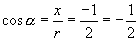 cos α = x/r = -1/2 = -1/2